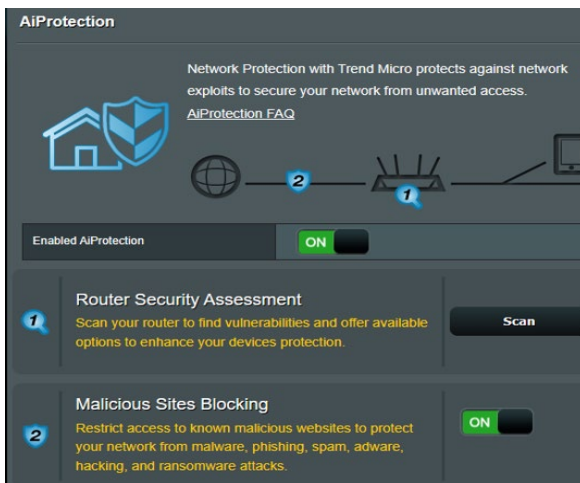 AiProtection
Network Protection with Trend Micro protects against network
exploits to secure your network from unwanted access.
AiProtection FAQ
2
1
Enabled AiProtection
ON
1
Router Security Assessment
Scan your router to find vulnerabilities and offer available
options to enhance your devices protection.
Scan
2
Malicious Sites Blocking
Restrict access to known malicious websites to protect
your network from malware, phishing, spam, adware,
hacking, and ransomware attacks.
ON